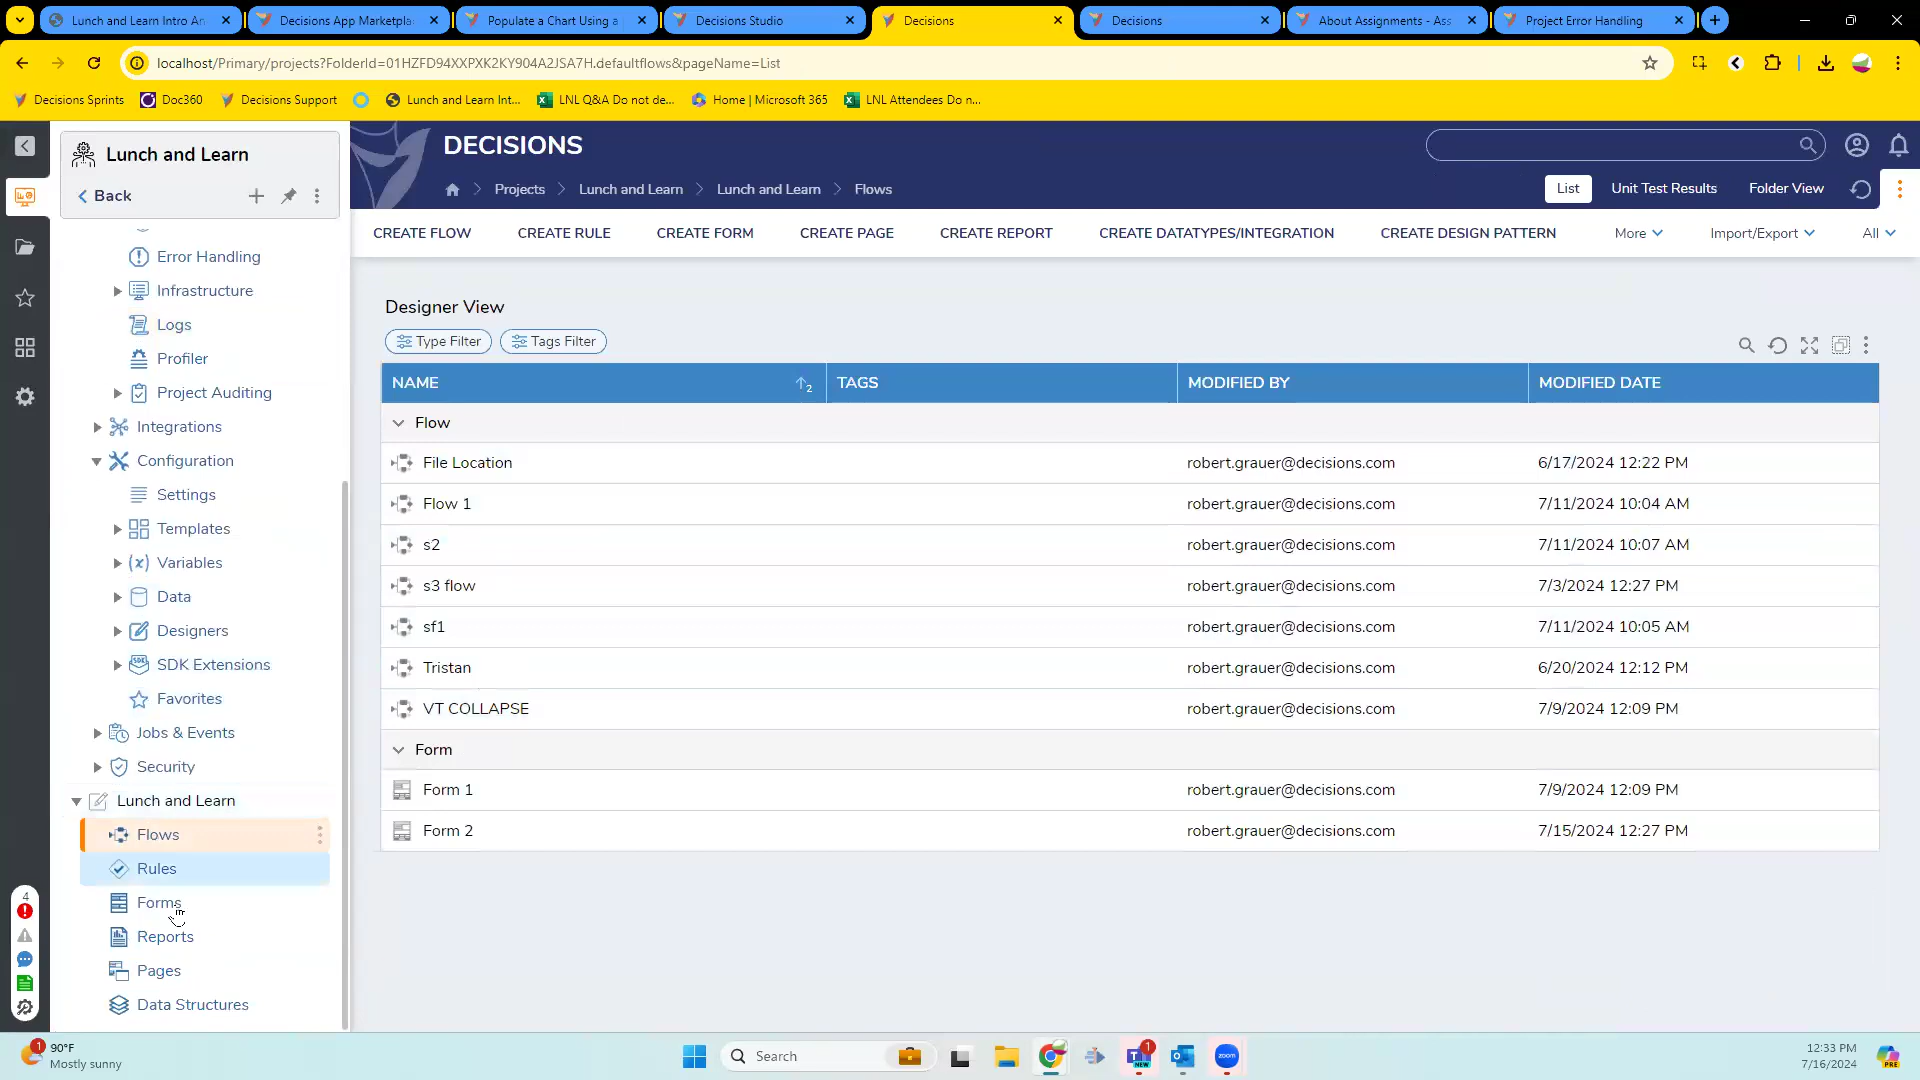 Lunch and Learn Intro An
Decisions App Marketpla
Populate a Chart Using a
Decisions Studio
Decisions
Decisions
About Assignments - Ass
Project Error Handling
localhost/Primary/projects?FolderId=01HZFD94XXPXK2KY904A2JSA7H.defaultflows&pageName=List
Decisions Sprints
Doc360
Decisions Support
Lunch and Learn Int...
LNL Q&A Do not de...
Home | Microsoft 365
LNL Attendees Do n...
Lunch and Learn
Back
Error Handling
Infrastructure
Logs
Profiler
Project Auditing
Integrations
Configuration
Settings
Templates
Variables
Data
Designers
SDK Extensions
Favorites
Jobs & Events
Security
Lunch and Learn
Flows
Rules
Forms
Reports
Pages
Data Structures
4
DECISIONS
Projects
Lunch and Learn
Lunch and Learn
Flows
List
Unit Test Results
Folder View
CREATE FLOW
CREATE RULE
CREATE FORM
CREATE PAGE
CREATE REPORT
CREATE DATATYPES/INTEGRATION
CREATE DESIGN PATTERN
More
Import/Export
All
Designer View
Type Filter
Tags Filter
NAME 2 TAGS MODIFIED BY MODIFIED DATE
Flow
File Location robert.grauer@decisions.com 6/17/2024 12:22 PM
Flow 1 robert.grauer@decisions.com 7/11/2024 10:04 AM
s2 robert.grauer@decisions.com 7/11/2024 10:07 AM
s3 flow robert.grauer@decisions.com 7/3/2024 12:27 PM
sf1 robert.grauer@decisions.com 7/11/2024 10:05 AM
Tristan robert.grauer@decisions.com 6/20/2024 12:12 PM
VT COLLAPSE robert.grauer@decisions.com 7/9/2024 12:09 PM
Form
Form 1 robert.grauer@decisions.com 7/9/2024 12:09 PM
Form 2 robert.grauer@decisions.com 7/15/2024 12:27 PM
1
90°F
Mostly sunny
Search
1
NEW
zoom
12:33 PM
7/16/2024
PRE